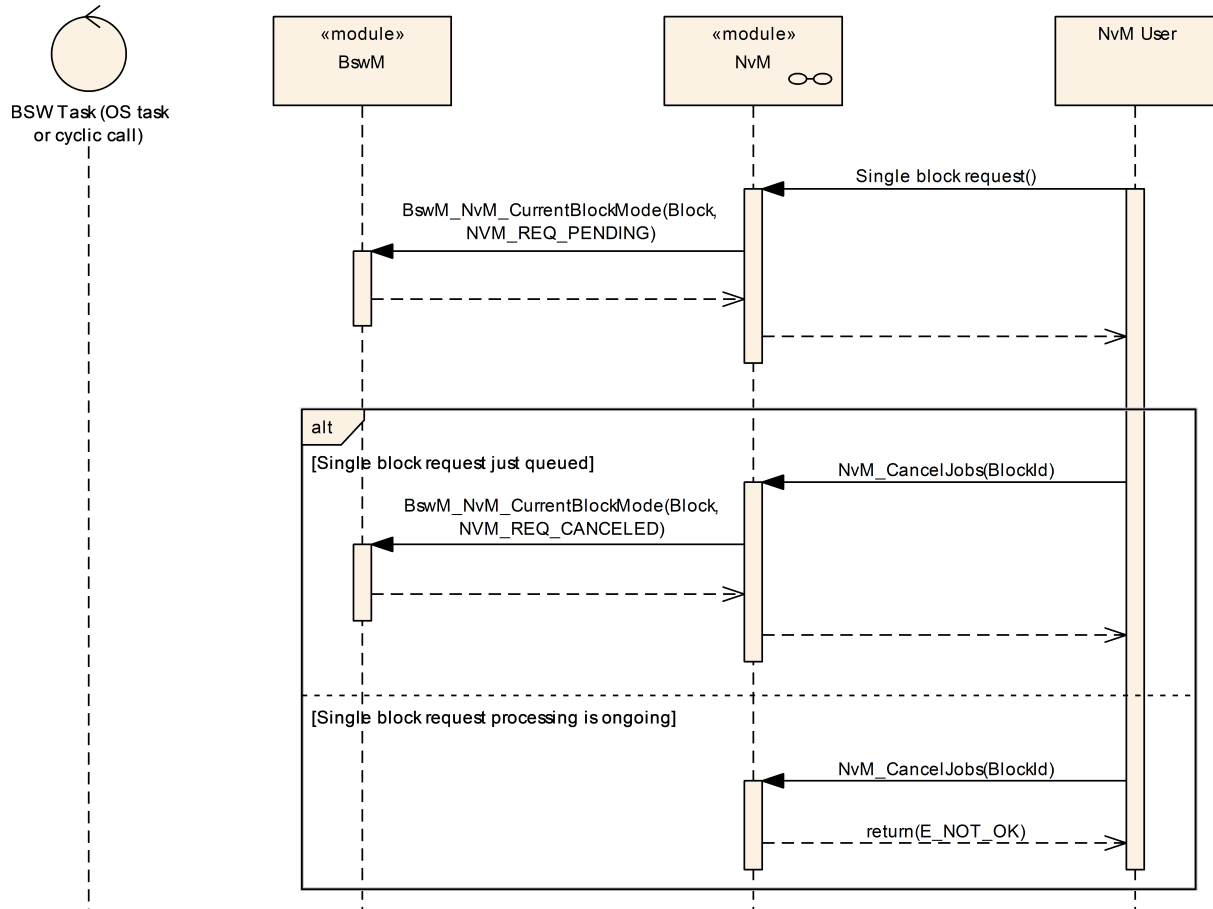 «module»
BswM
«module»
NvM
NvM User
BSW Task (OS task
or cyclic call)
Single block request()
BswM_NvM_CurrentBlockMode(Block,
NVM_REQ_PENDING)
alt
[Single block request just queued]
NvM_CancelJobs(BlockId)
BswM_NvM_CurrentBlockMode(Block,
NVM_REQ_CANCELED)
[Single block request processing is ongoing]
NvM_CancelJobs(BlockId)
return(E_NOT_OK)